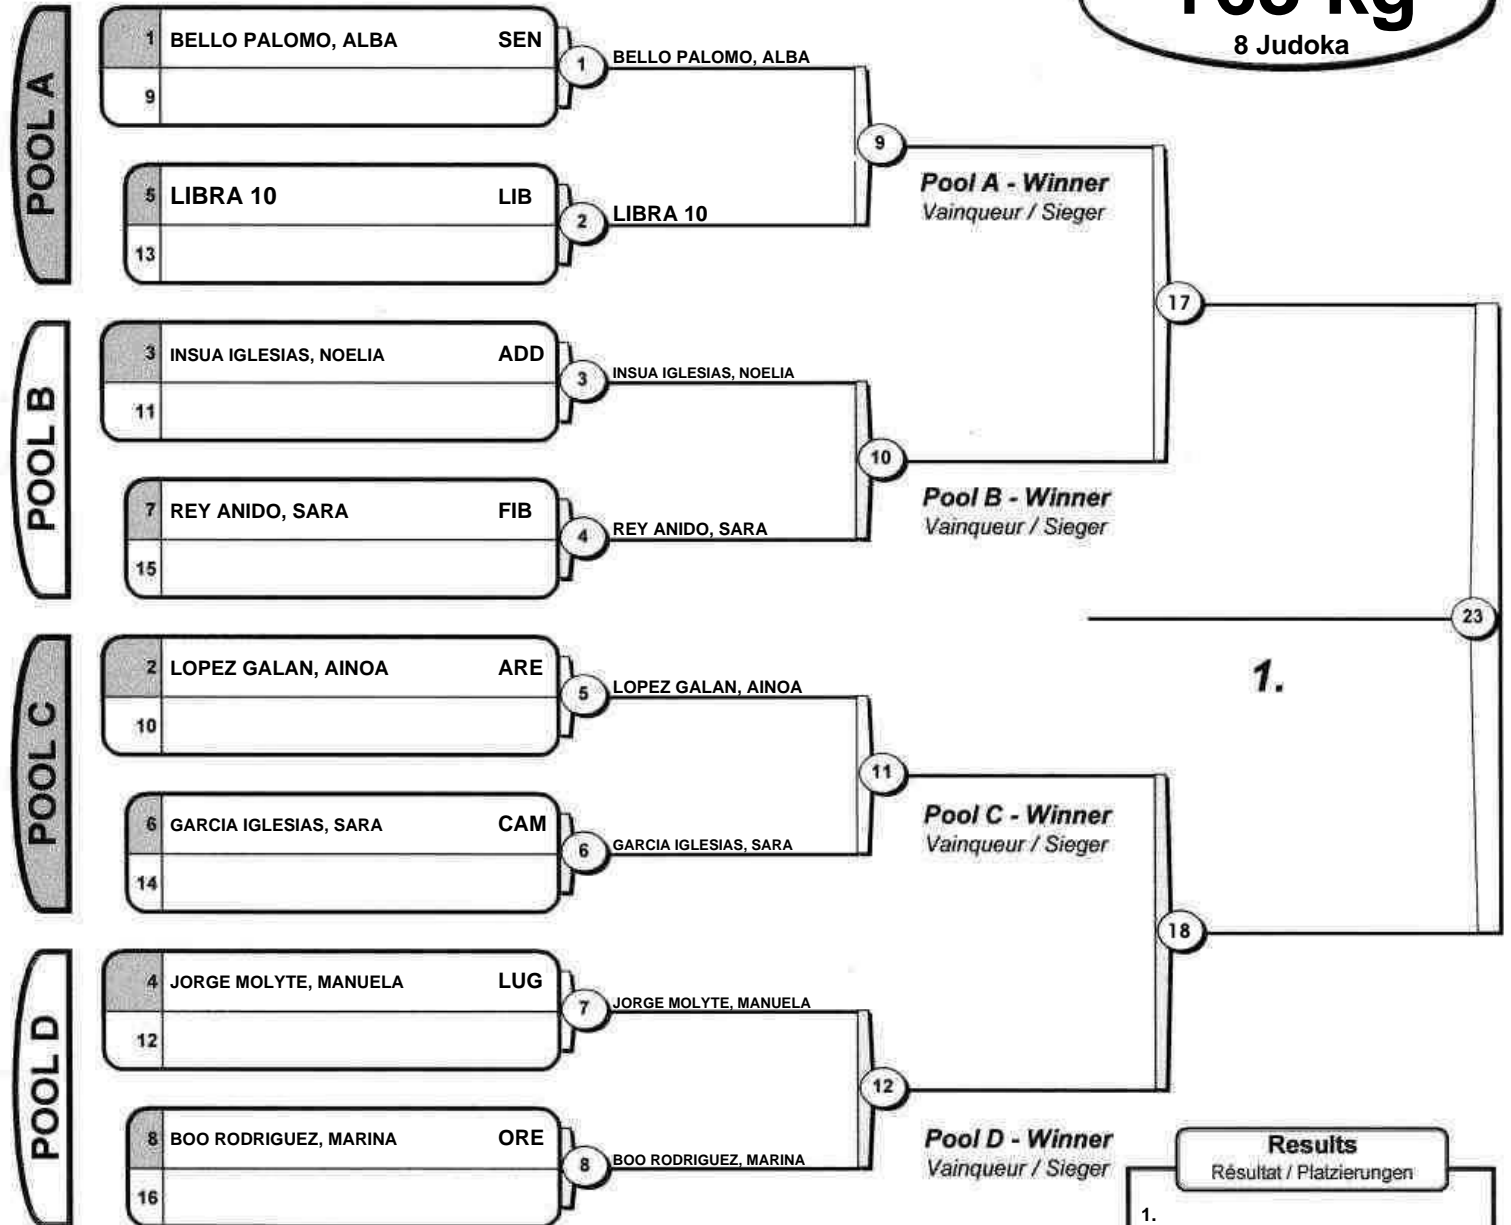 kg
8 Judoka
POOL A
1 BELLO PALOMO, ALBA SEN
9
1 BELLO PALOMO, ALBA
5 LIBRA 10 LIB
13
2 LIBRA 10
9
Pool A - Winner
Vainqueur / Sieger
POOL B
3 INSUA IGLESIAS, NOELIA ADD
11
3 INSUA IGLESIAS, NOELIA
7 REY ANIDO, SARA FIB
15
4 REY ANIDO, SARA
10
Pool B - Winner
Vainqueur / Sieger
17
23
1.
POOL C
2 LOPEZ GALAN, AINOA ARE
10
5 LOPEZ GALAN, AINOA
6 GARCIA IGLESIAS, SARA CAM
14
6 GARCIA IGLESIAS, SARA
11
Pool C - Winner
Vainqueur / Sieger
18
POOL D
4 JORGE MOLYTE, MANUELA LUG
12
7 JORGE MOLYTE, MANUELA
8 BOO RODRIGUEZ, MARINA ORE
16
8 BOO RODRIGUEZ, MARINA
12
Pool D - Winner
Vainqueur / Sieger
Results
Résultat / Platzierungen
1.